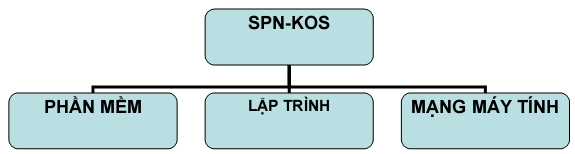 SPN-KOS
PHẦN MỀM
LẬP TRÌNH
MẠNG MÁY TÍNH